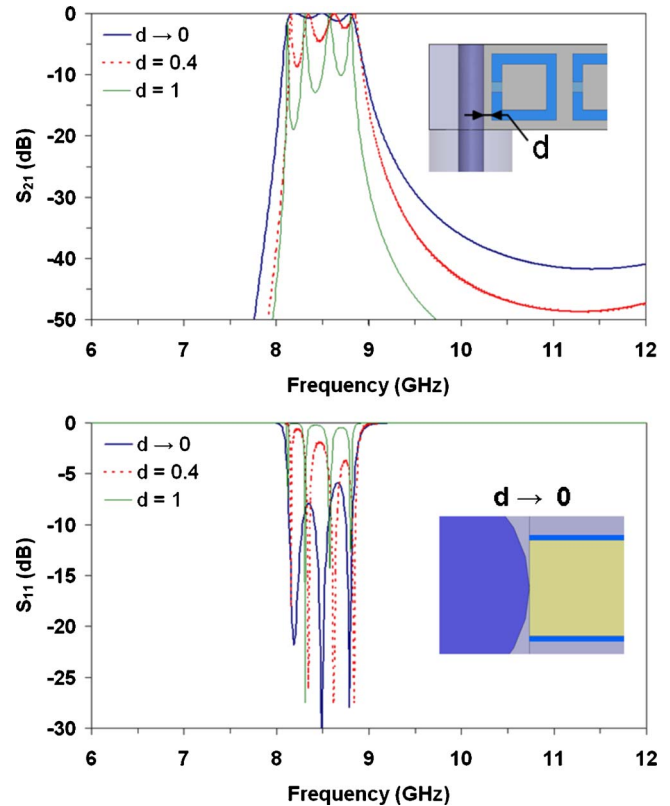 0
-10
-20
-30
-40
-50
S21 (dB)
d → 0
d = 0.4
d = 1
d
6 7 8 9 10 11 12
Frequency (GHz)
0
-5
-10
-15
-20
-25
-30
S11 (dB)
d → 0
d = 0.4
d = 1
d → 0
6 7 8 9 10 11 12
Frequency (GHz)